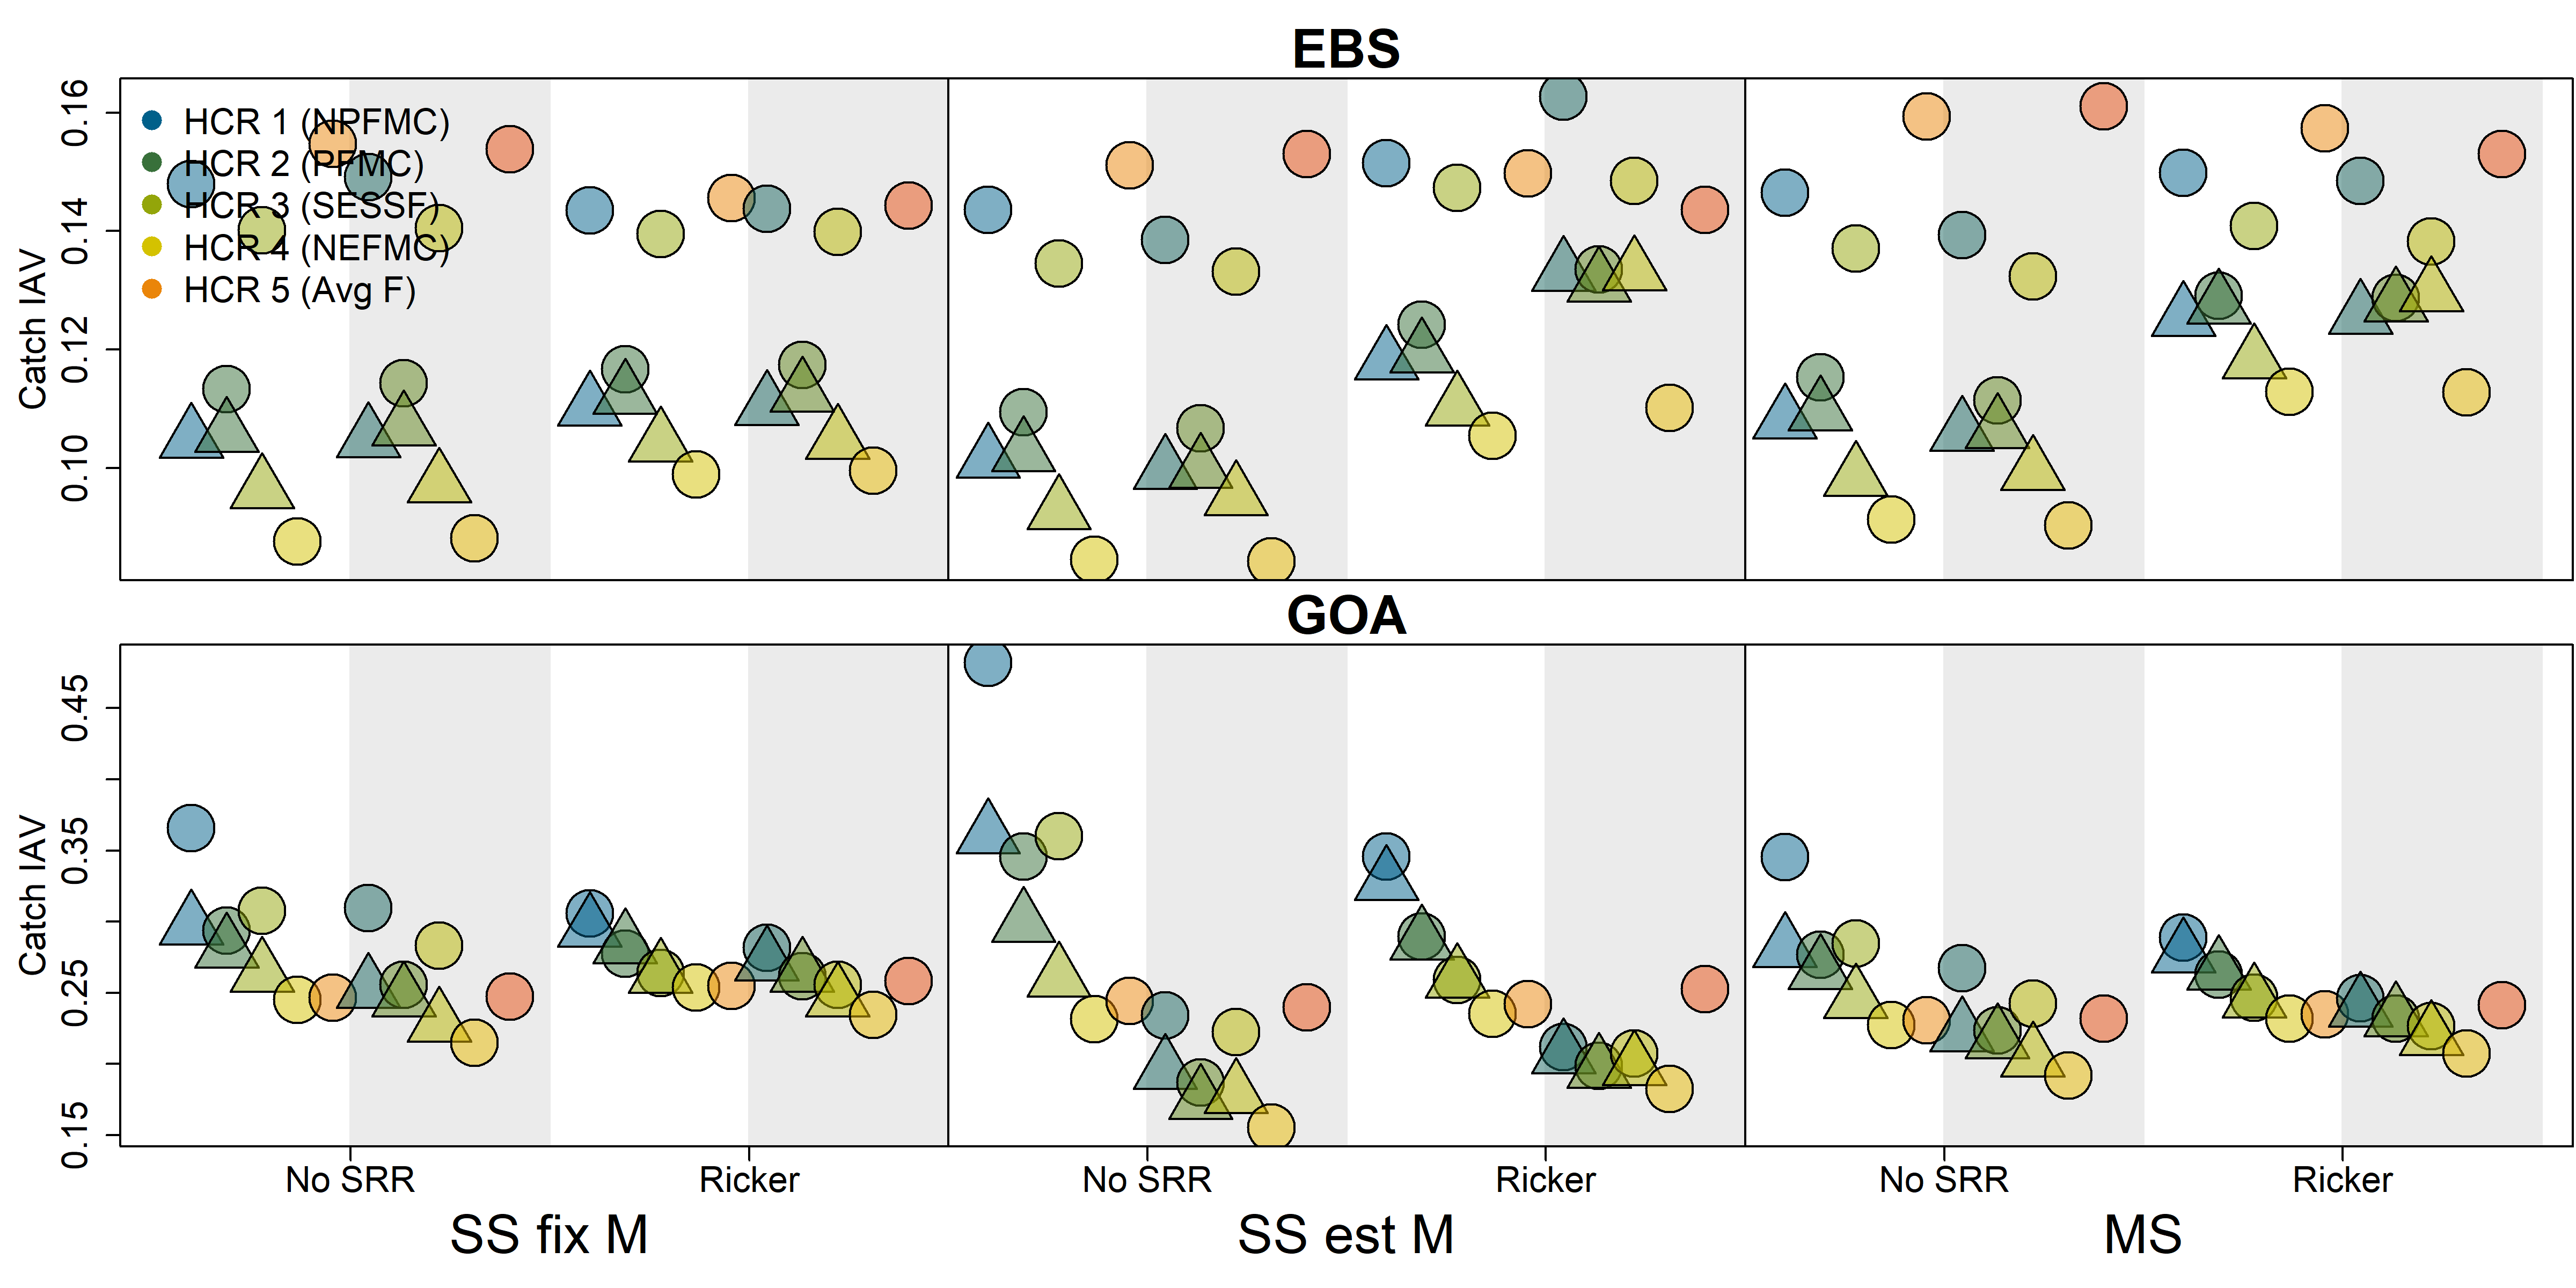 EBS
Catch IAV
0.16
0.14
0.12
0.10
HCR 1 (NPFMC)
HCR 2 (PFMC)
HCR 3 (SESSF)
HCR 4 (NEFMC)
HCR 5 (Avg F)
GOA
Catch IAV
0.45
0.35
0.25
0.15
No SRR Ricker No SRR Ricker No SRR Ricker
SS fix M SS est M MS